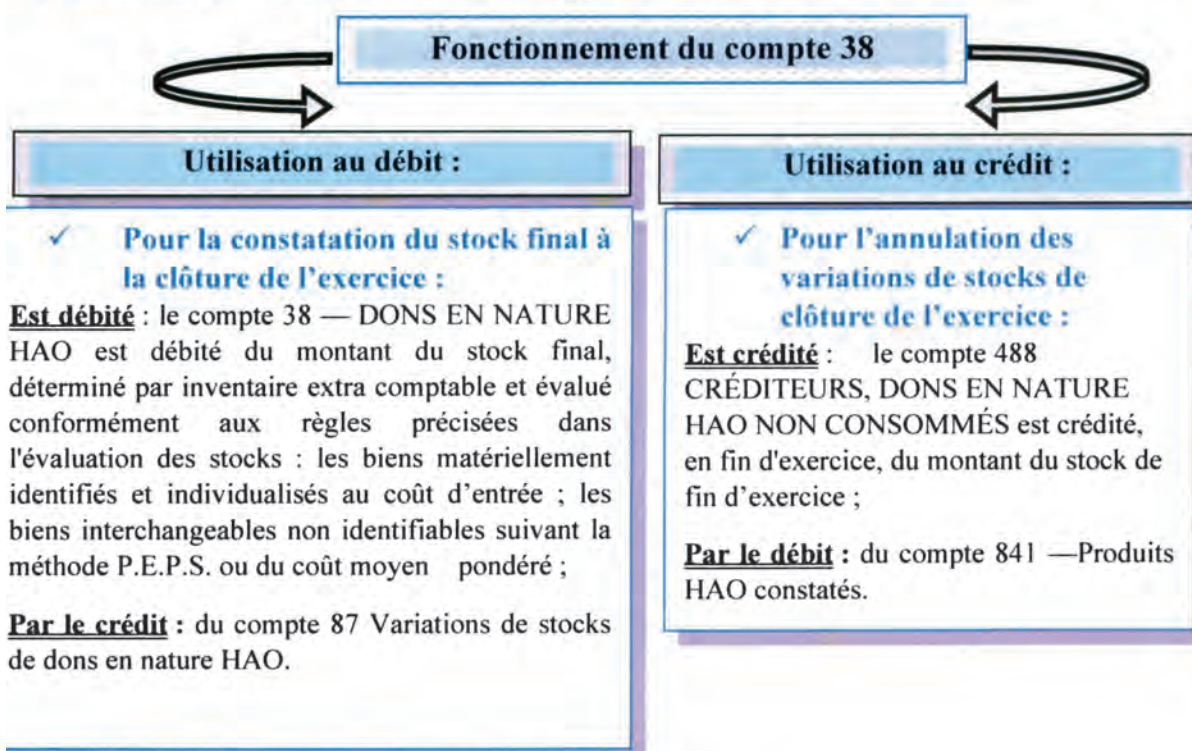 Fonctionnement du compte 38
Utilisation au débit :
✓ Pour la constatation du stock final à
la clôture de l'exercice :
Est débité : le compte 38 — DONS EN NATURE
HAO est débité du montant du stock final,
déterminé par inventaire extra comptable et évalué
conformément aux règles précisées dans
l'évaluation des stocks : les biens matériellement
identifiés et individualisés au coût d'entrée ; les
biens interchangeables non identifiables suivant la
méthode P.E.P.S. ou du coût moyen pondéré ;
Par le crédit : du compte 87 Variations de stocks
de dons en nature HAO.
Utilisation au crédit :
✓ Pour l'annulation des
variations de stocks de
clôture de l'exercice :
Est crédité : le compte 488
CRÉDITEURS, DONS EN NATURE
HAO NON CONSOMMÉS est crédité,
en fin d'exercice, du montant du stock de
fin d'exercice ;
Par le débit : du compte 841 —Produits
HAO constatés.